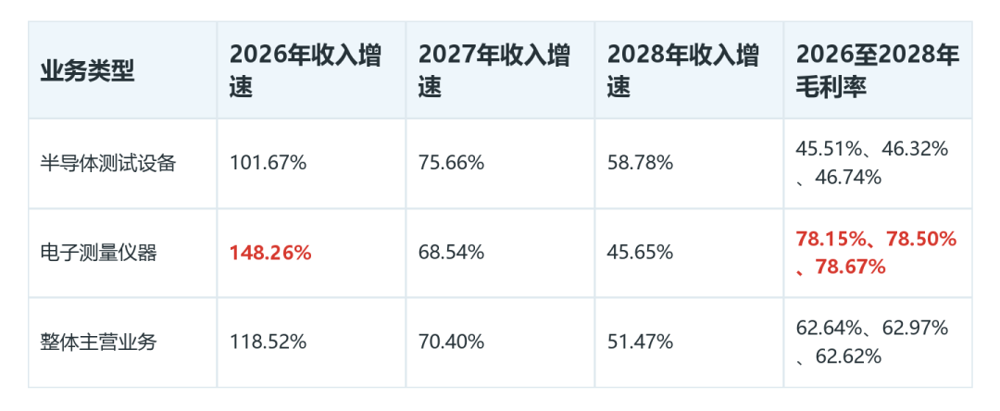 业务类型
2026年收入增
速
2027年收入增
速
2028年收入增
速
2026至2028年
毛利率
半导体测试设备
101.67%
75.66%
58.78%
45.51%、46.32%
、46.74%
电子测量仪器
148.26%
68.54%
45.65%
78.15%、78.50%
、78.67%
整体主营业务
118.52%
70.40%
51.47%
62.64%、62.97%
、62.62%